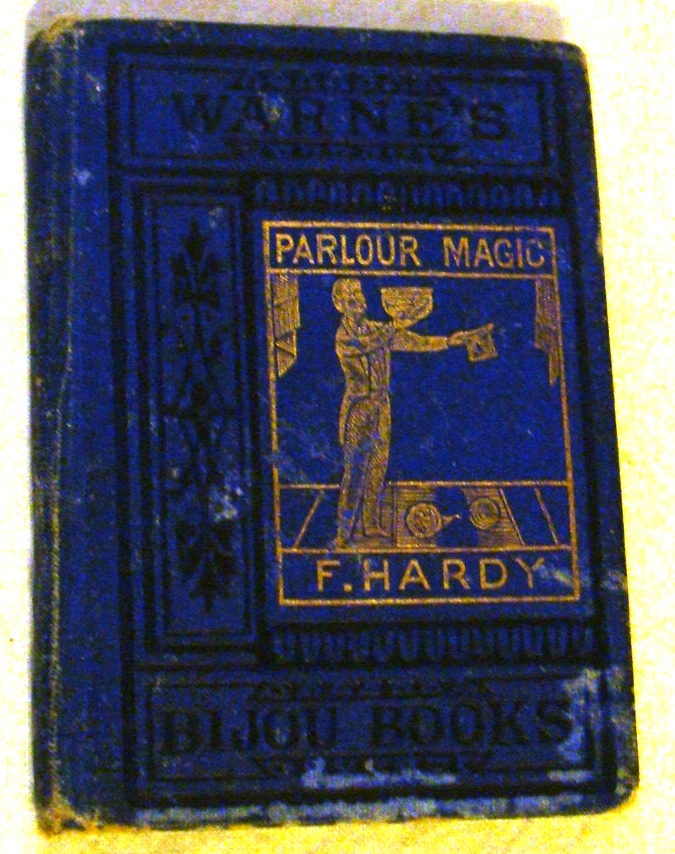 WARNE'S
PARLOUR MAGIC
F. HARDY
BIJOU BOOKS